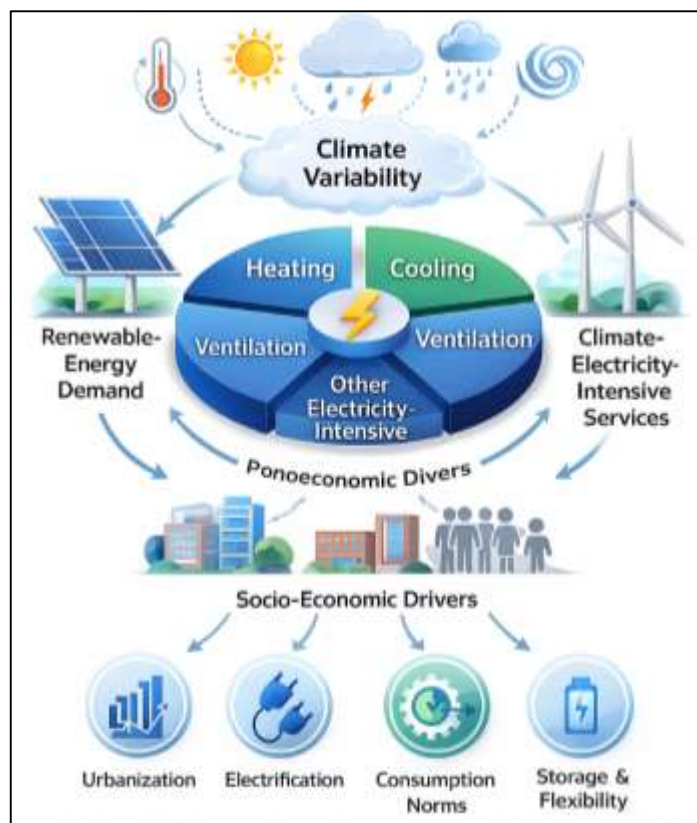 Climate
Variability
Heating
Cooling
Ventilation
Ventilation
Other
Electricity-
Intensive
Renewable-
Energy
Demand
Climate-
Electricity-
Intensive
Services
Ponoeconomic Divers
Socio-Economic Drivers
Urbanization
Electrification
Consumption
Norms
Storage &
Flexibility